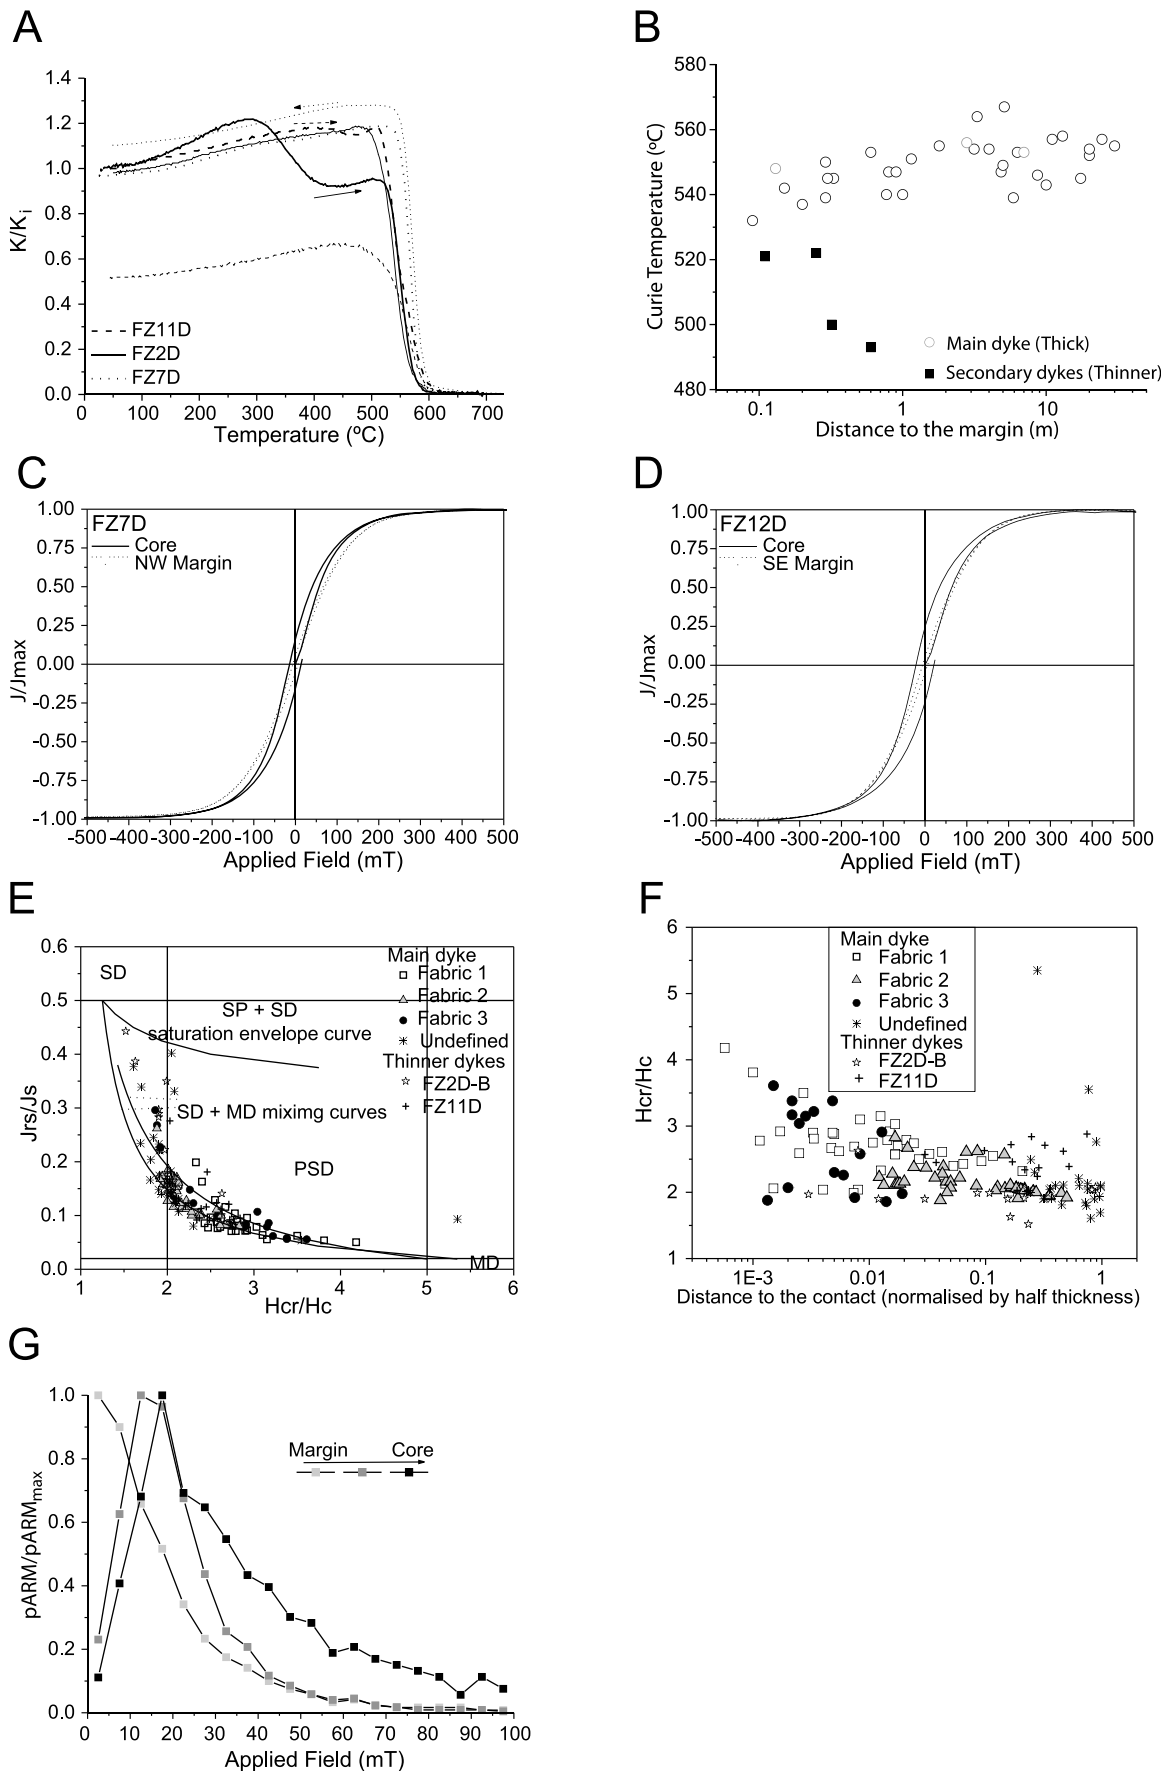 A
1.4
1.2
1.0
0.8
0.6
0.4
0.2
0.0
K/Ki
FZ11D
FZ2D
FZ7D
0 100 200 300 400 500 600 700
Temperature (ºC)
B
580
560
540
520
500
480
Curie Temperature (ºC)
Main dyke (Thick)
Secondary dykes (Thinner)
0.1 1 10
Distance to the margin (m)
C
1.00
0.75
0.50
0.25
0.00
-0.25
-0.50
-0.75
-1.00
J/Jmax
FZ7D
Core
NW Margin
-500 -400 -300 -200 -100 0 100 200 300 400 500
Applied Field (mT)
D
1.00
0.75
0.50
0.25
0.00
-0.25
-0.50
-0.75
-1.00
J/Jmax
FZ12D
Core
SE Margin
-500 -400 -300 -200 -100 0 100 200 300 400 500
Applied Field (mT)
E
0.6
0.5
0.4
0.3
0.2
0.1
0.0
Jrs/Js
SD
SP + SD
saturation envelope curve
SD + MD miximg curves
PSD
MD
Main dyke
Fabric 1
Fabric 2
Fabric 3
Undefined
Thinner dykes
FZ2D-B
FZ11D
1 2 3 4 5 6
Hcr/Hc
F
6
5
4
3
2
1
Hcr/Hc
Main dyke
Fabric 1
Fabric 2
Fabric 3
Undefined
Thinner dykes
FZ2D-B
FZ11D
1E-3 0.01 0.1 1
Distance to the contact (normalised by half thickness)
G
1.0
0.8
0.6
0.4
0.2
0.0
pARM/pARMmax
Margin Core
0 10 20 30 40 50 60 70 80 90 100
Applied Field (mT)